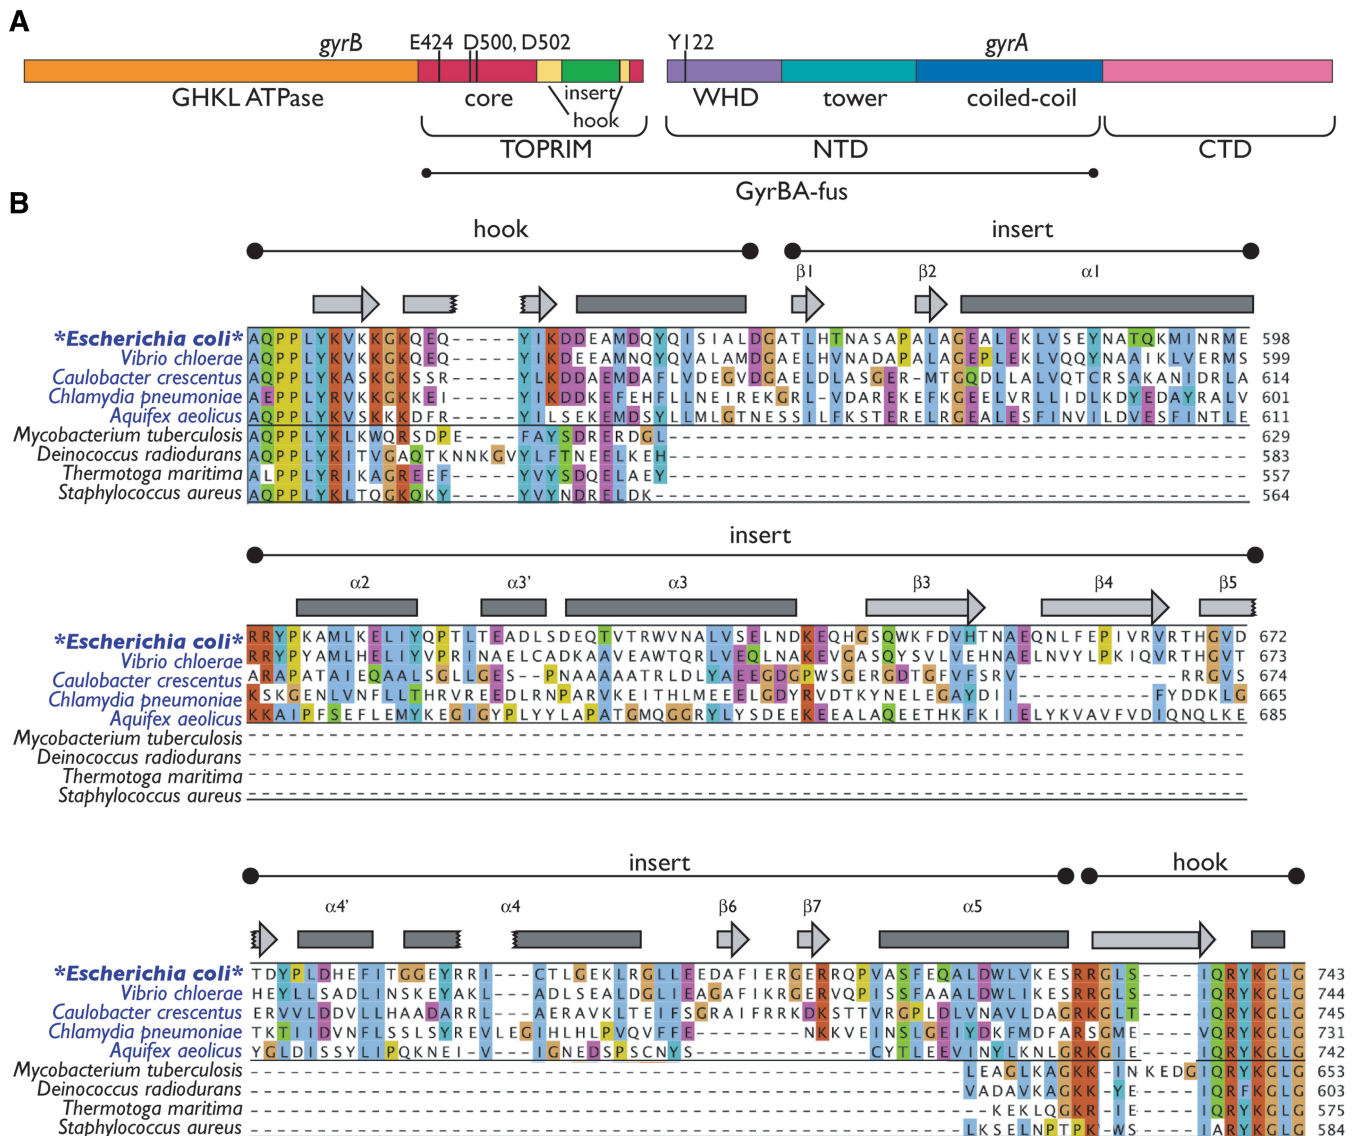 A
gyrB E424 D500, D502 Y122 gyrA
GHKL ATPase core insert hook WHD tower coiled-coil
TOPRIM NTD CTD
GyrBA-fus
B
hook insert
β1 β2 α1
*Escherichia coli* AQPPLYKVKKGKQEQ-----YIKDDEAMDQYQISIALDGATLHTNASAPALAGEALEKLVSEYNATQKMINRME 598
Vibrio chloerae AQPPLYKVKKGKQEQ-----YIKDEEAMNQYQVALAMDGAELHVNADAPALAGEPLEKLVQQYNAAIKLVERMS 599
Caulobacter crescentus AQPPLYKASKGKSSR-----YLKDDAEMDAFLVDEGVDGAELDLASGER-MTGQDLLALVQTCRSAKANIDRLA 614
Chlamydia pneumoniae AEPPLYRVKKGKKEI-----YIKDDKEFEHFLLNEIREKGRL-VDAREKEFKGEELVRLLIDLKDYEDAYRALV 601
Aquifex aeolicus AQPPLYKVSKKKDFR-----YILSEKEMDSYLLMLGTNESSILFKSTERELRGEALESFINVILDVESFINTLE 611
Mycobacterium tuberculosis AQPPLYKLKWQRSDPE----FAYSDRERDGL------------------------------------------- 629
Deinococcus radiodurans AQPPLYKITVGAQTKNNKGVYLFTNEELKEH------------------------------------------- 583
Thermotoga maritima ALPPLYRIKAGREEF-----YVYSDQELAEY------------------------------------------- 557
Staphylococcus aureus AQPPLYKLTQGKQKY-----YVYNDRELDK-------------------------------------------- 564
insert
α2 α3' α3 β3 β4 β5
*Escherichia coli* RRYPKAMLKELIYQPTLTEADLSDEQTVTRWVNALVSELNDKEQHGSQWKFDVHTNAEQNLFEPIVRVRTHGVD 672
Vibrio chloerae RRYPYAMLHELIYVPRINAELCADKAAVEAWTQRLVEQLNAKEVGASQYSVLVEHNAELNVYLPKIQVRTHGVT 673
Caulobacter crescentus ARAPATAIEQAALSGLLGES--PNAAAAATRLDLYAEEGDGPWSGERGDTGFVFSRV------------RRGVS 674
Chlamydia pneumoniae KSKGENLVNFLLTHRVREEDLRNPARVKEITHLMEEELGDYRVDTKYNELEGAYDII----------FYDDKLG 665
Aquifex aeolicus KKAIPFSEFLEMYKEGIGYPLYYLAPATGMQGGRYLYSDEEKEEALAQEETHKFKIIELYKVAVFVDIQNQLKE 685
Mycobacterium tuberculosis --------------------------------------------------------------------------
Deinococcus radiodurans --------------------------------------------------------------------------
Thermotoga maritima --------------------------------------------------------------------------
Staphylococcus aureus --------------------------------------------------------------------------
insert hook
α4' α4 β6 β7 α5
*Escherichia coli* TDYPLDHEFITGGEYRRI---CTLGEKLRGLLEEDAFIERGERRQPVASFEQALDWLVKESRRGLS-----IQRYKGLG 743
Vibrio chloerae HEYLLSADLINSKEYAKL---ADLSEALDGLIEAGAFIKRGERVQPISSFAAALDWLIKESRRGLS-----IQRYKGLG 744
Caulobacter crescentus ERVVLDDVLLHAADARRL---AERAVKLTEIFSGRAIFRRKDKSTTVRGPLDLVNAVLDAGRKGLT-----IQRYKGLG 745
Chlamydia pneumoniae TKTIIDVNFLSSLSYREVLEGIHLHLPVQVFFE---------NKKVEINSLGELYDKFMDFARSGME-----VQRYKGLG 731
Aquifex aeolicus YGLDISSYLIPQKNEI-V---IGNEDSPSCNYS--------------CYTLEEVINYLKNLGRKGIE-----IQRYKGLG 742
Mycobacterium tuberculosis ------------------------------------------------------LEAGLKAGKK-INKEDGIQRYKGLG 653
Deinococcus radiodurans ------------------------------------------------------VADAVKAGKK-YE-----IQRFKGLG 603
Thermotoga maritima --------------------------------------------------------KEKLQGKR-IE-----IQRYKGLG 575
Staphylococcus aureus ------------------------------------------------------LKSELNPTPK-WS-----IARYKGLG 584